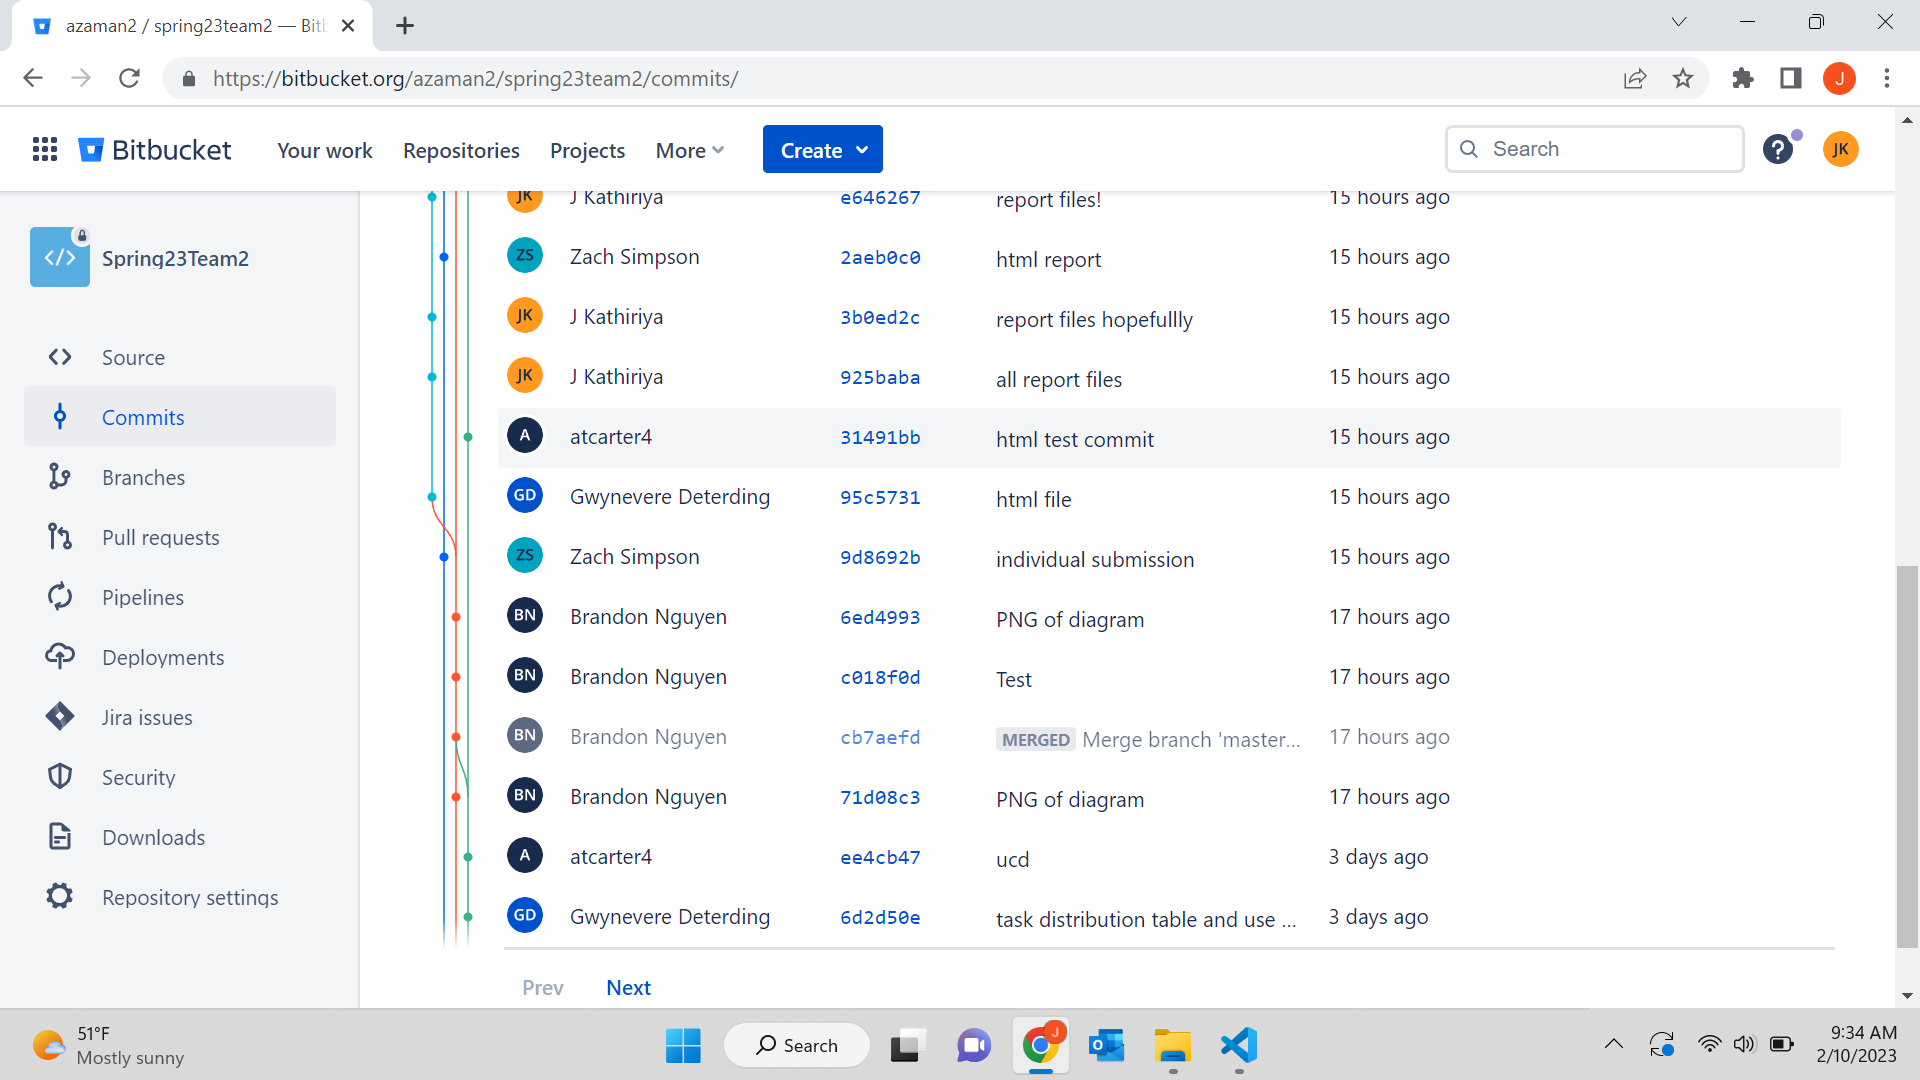 azaman2 / spring23team2 — Bit
https://bitbucket.org/azaman2/spring23team2/commits/
J
Bitbucket
Your work
Repositories
Projects
More
Create
Search
?
JK
Spring23Team2
Source
Commits
Branches
Pull requests
Pipelines
Deployments
Jira issues
Security
Downloads
Repository settings
JK J Kathiriya e646267 report files! 15 hours ago
ZS Zach Simpson 2aeb0c0 html report 15 hours ago
JK J Kathiriya 3b0ed2c report files hopefullly 15 hours ago
JK J Kathiriya 925baba all report files 15 hours ago
A atcarter4 31491bb html test commit 15 hours ago
GD Gwynevere Deterding 95c5731 html file 15 hours ago
ZS Zach Simpson 9d8692b individual submission 15 hours ago
BN Brandon Nguyen 6ed4993 PNG of diagram 17 hours ago
BN Brandon Nguyen c018f0d Test 17 hours ago
BN Brandon Nguyen cb7aefd MERGED Merge branch 'master... 17 hours ago
BN Brandon Nguyen 71d08c3 PNG of diagram 17 hours ago
A atcarter4 ee4cb47 ucd 3 days ago
GD Gwynevere Deterding 6d2d50e task distribution table and use ... 3 days ago
Prev Next
51°F
Mostly sunny
Search
J
9:34 AM
2/10/2023